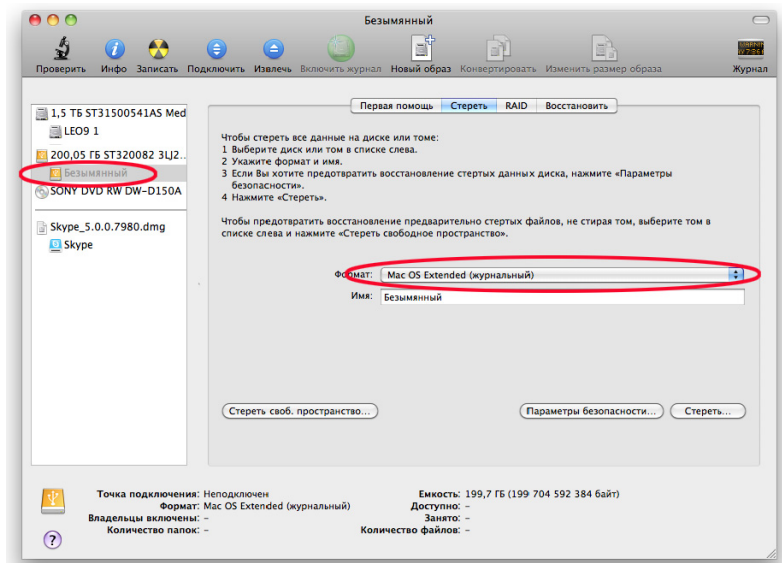 Безымянный
Проверить Инфо Записать Подключить Извлечь Включить журнал Новый образ Конвертировать Изменить размер образа Журнал
Первая помощь Стереть RAID Восстановить
1,5 ТБ ST31500541AS Med
LEO9 1
200,05 ГБ ST320082 3LJ2...
Безымянный
SONY DVD RW DW-D150A
Skype_5.0.0.7980.dmg
Skype
Чтобы стереть все данные на диске или томе:
1 Выберите диск или том в списке слева.
2 Укажите формат и имя.
3 Если Вы хотите предотвратить восстановление стертых данных диска, нажмите «Параметры
безопасности».
4 Нажмите «Стереть».
Чтобы предотвратить восстановление предварительно стертых файлов, не стирая том, выберите том в
списке слева и нажмите «Стереть свободное пространство».
Формат: Mac OS Extended (журнальный)
Имя: Безымянный
Стереть своб. пространство... Параметры безопасности... Стереть...
Точка подключения: Неподключен
Формат: Mac OS Extended (журнальный)
Владельцы включены: –
Количество папок: –
Емкость: 199,7 ГБ (199 704 592 384 байт)
Доступно: –
Занято: –
Количество файлов: –